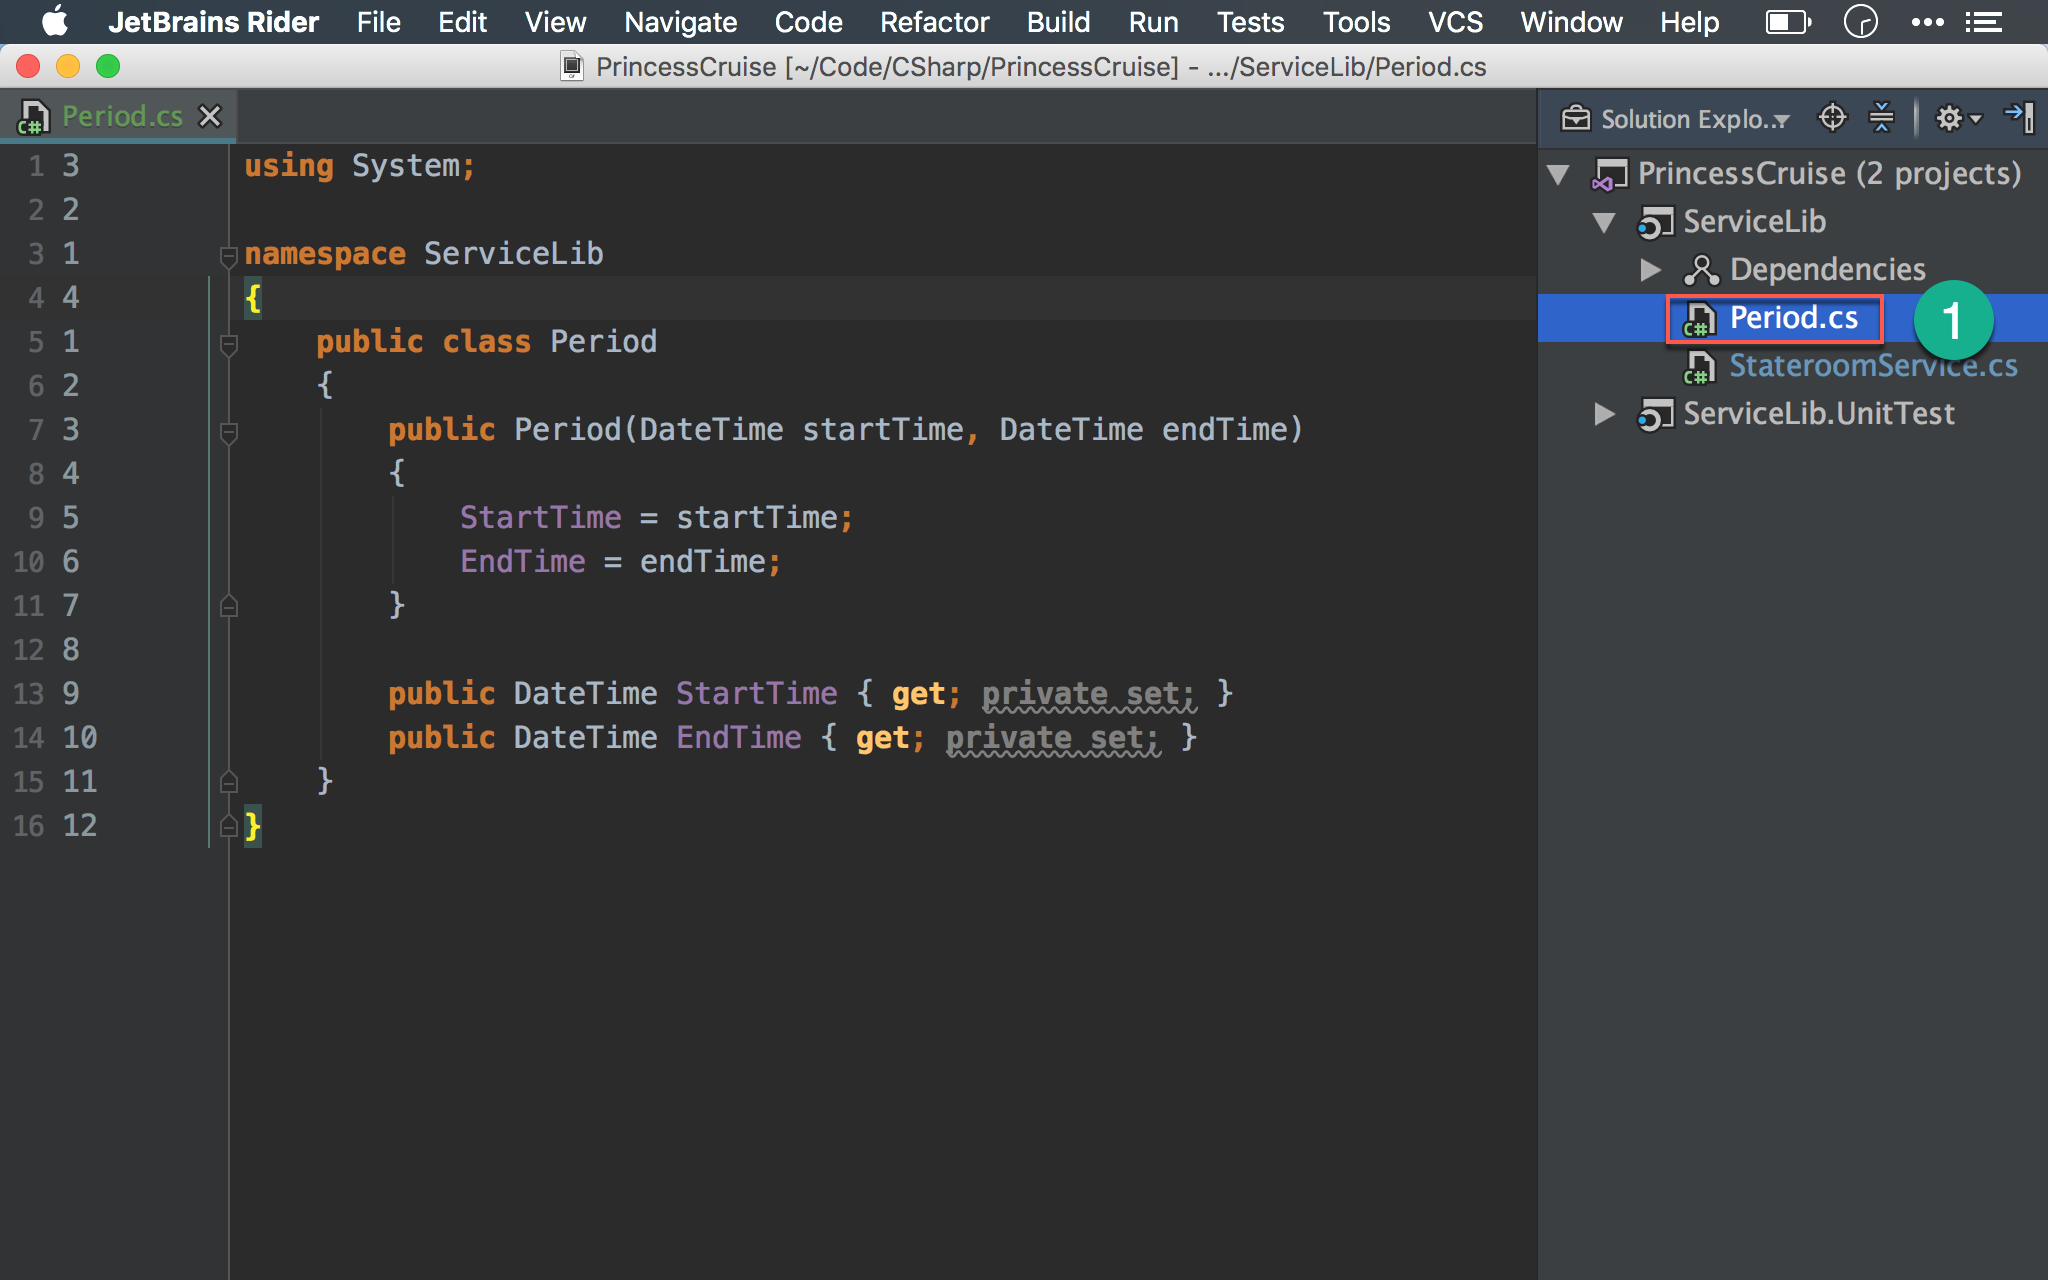 JetBrains Rider File Edit View Navigate Code Refactor Build Run Tests Tools VCS Window Help
PrincessCruise [~/Code/CSharp/PrincessCruise] - .../ServiceLib/Period.cs
C# Period.cs
Solution Explo...
1 3 using System;
2 2
3 1 namespace ServiceLib
4 4 {
5 1 public class Period
6 2 {
7 3 public Period(DateTime startTime, DateTime endTime)
8 4 {
9 5 StartTime = startTime;
10 6 EndTime = endTime;
11 7 }
12 8
13 9 public DateTime StartTime { get; private set; }
14 10 public DateTime EndTime { get; private set; }
15 11 }
16 12 }
PrincessCruise (2 projects)
ServiceLib
Dependencies
C# Period.cs 1
C# StateroomService.cs
ServiceLib.UnitTest